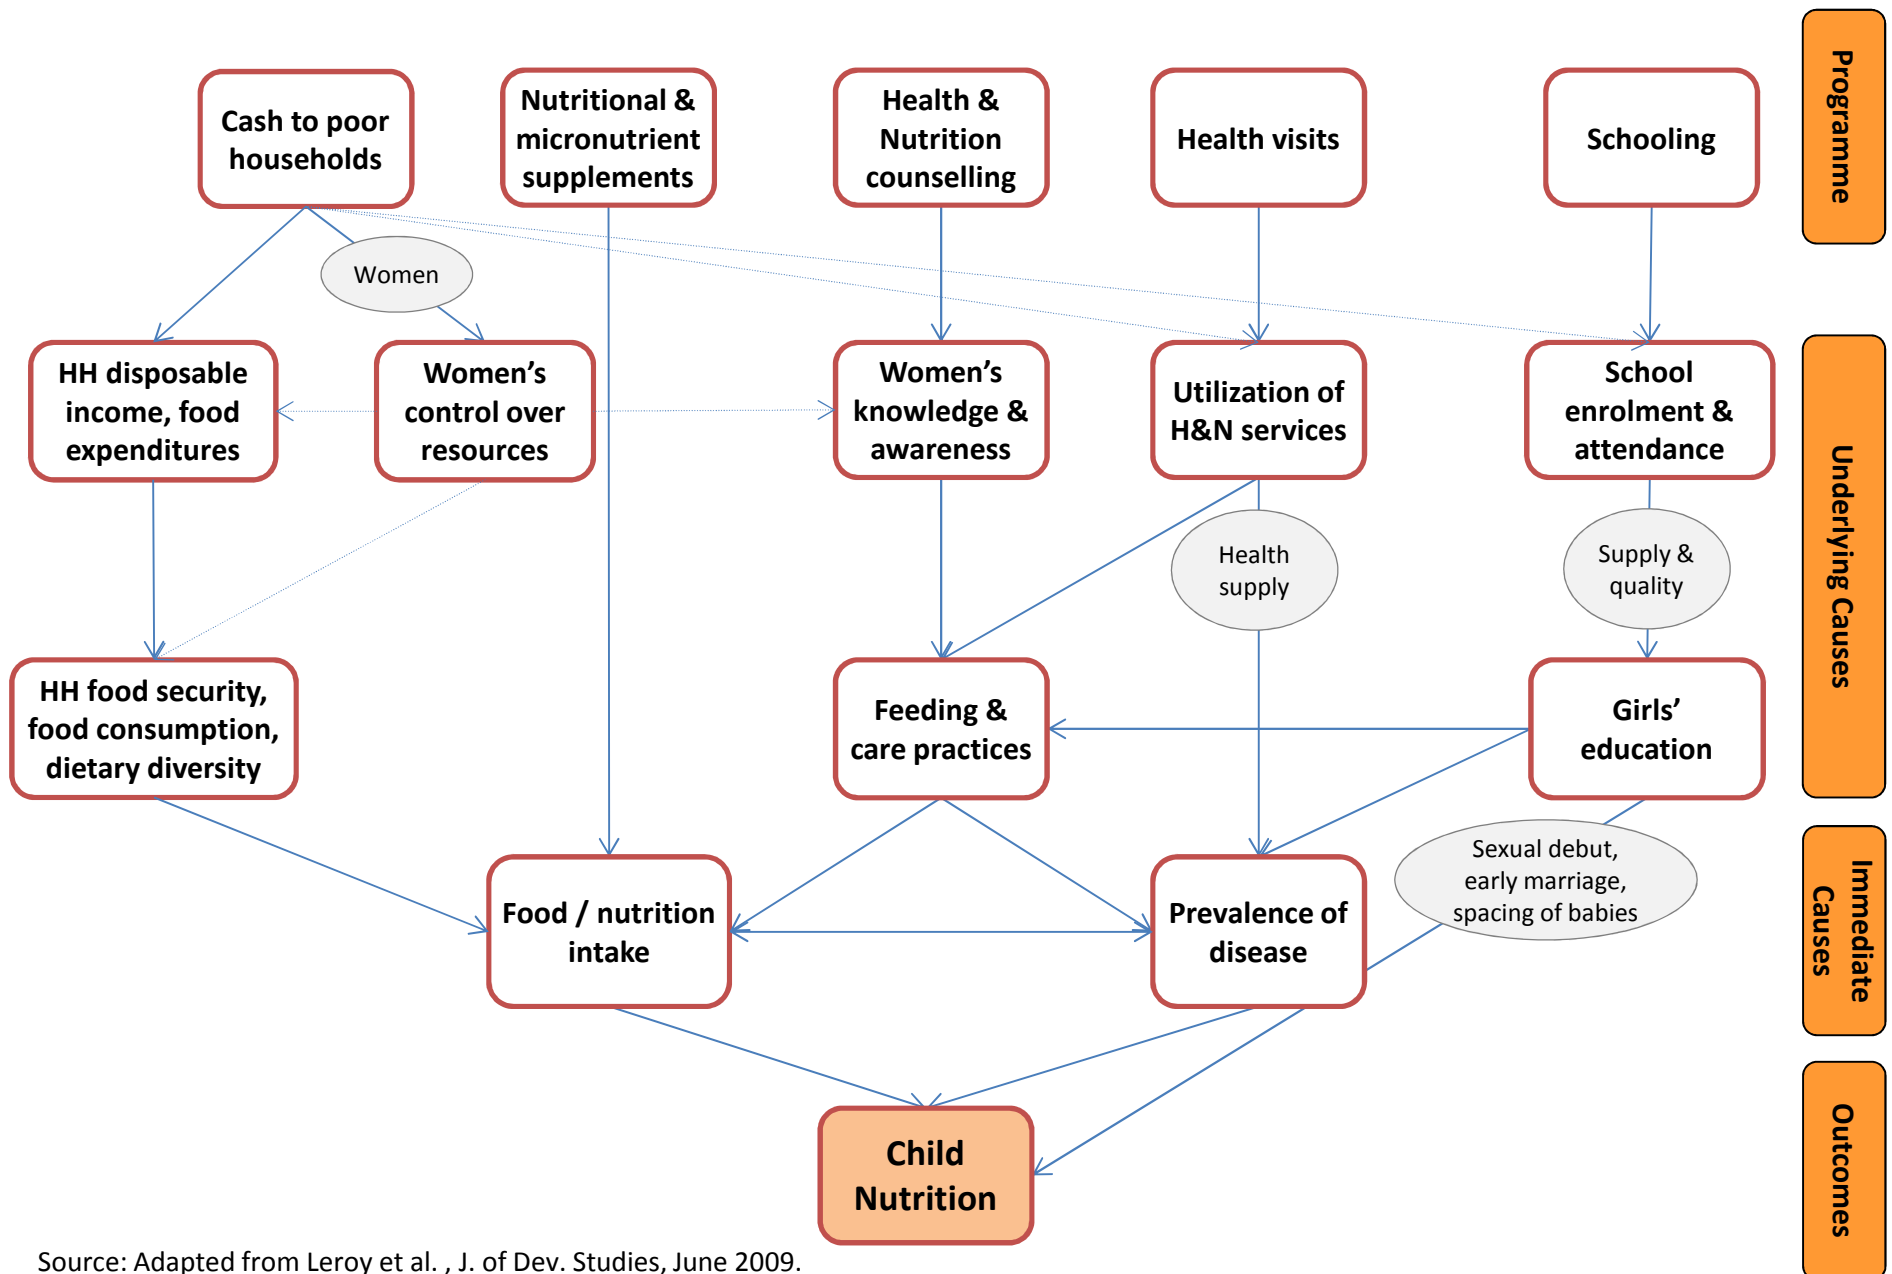 Cash to poor
households
Nutritional &
micronutrient
supplements
Health &
Nutrition
counselling
Health visits
Schooling
Programme
Women
HH disposable
income, food
expenditures
Women’s
control over
resources
Women’s
knowledge &
awareness
Utilization of
H&N services
School
enrolment &
attendance
Underlying Causes
Health
supply
Supply &
quality
HH food security,
food consumption,
dietary diversity
Feeding &
care practices
Girls’
education
Sexual debut,
early marriage,
spacing of babies
Food / nutrition
intake
Prevalence of
disease
Immediate
Causes
Child
Nutrition
Outcomes
Source: Adapted from Leroy et al. , J. of Dev. Studies, June 2009.